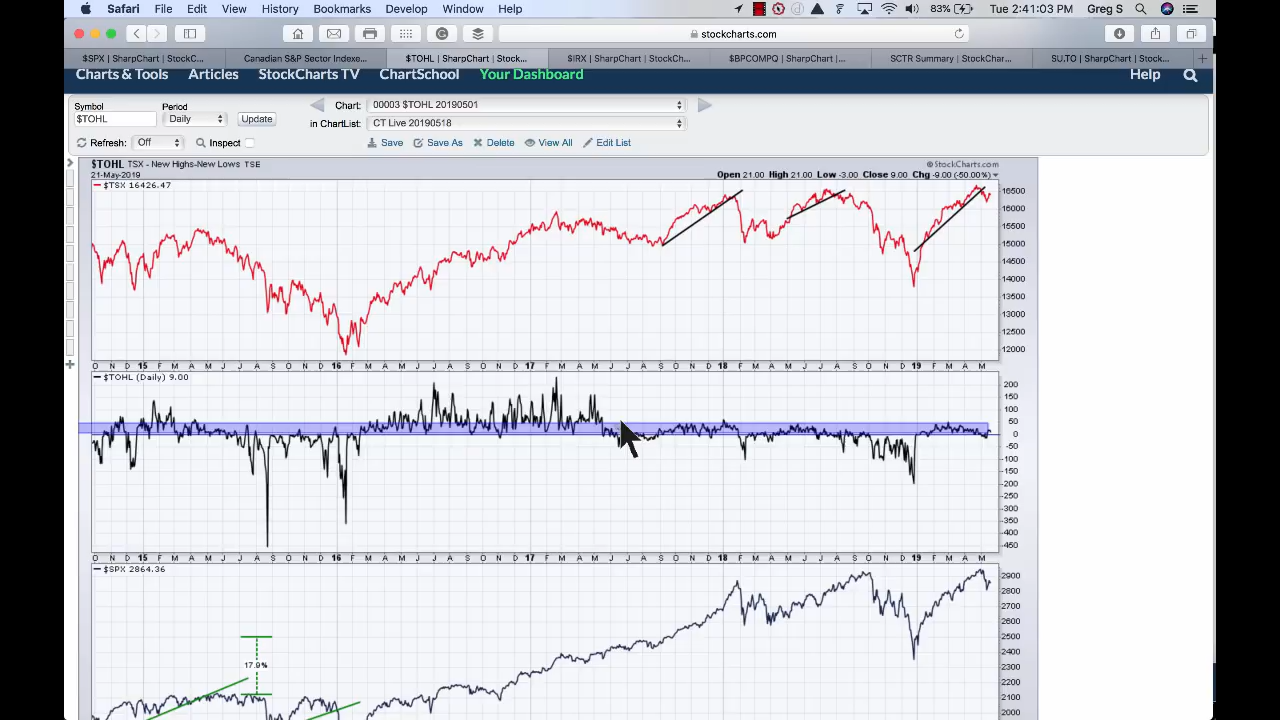 Safari File Edit View History Bookmarks Develop Window Help 83% Tue 2:41:03 PM Greg S
stockcharts.com
$SPX | SharpChart | StockC... Canadian S&P Sector Indexe... $TOHL | SharpChart | Stock... $IRX | SharpChart | StockCh... $BPCOMPQ | SharpChart |... SCTR Summary | StockChar... SU.TO | SharpChart | StockC...
Charts & Tools Articles StockCharts TV ChartSchool Your Dashboard Help
Symbol Period Chart: 00003 $TOHL 20190501
$TOHL Daily Update in ChartList: CT Live 20190518
Refresh: Off Inspect Save Save As Delete View All Edit List
$TOHL TSX - New Highs-New Lows TSE © StockCharts.com
21-May-2019 Open 21.00 High 21.00 Low -3.00 Close 9.00 Chg -9.00 (-50.00%)
$TSX 16426.47
16500
16000
15500
15000
14500
14000
13500
13000
12500
12000
O N D 15 F M A M J J A S O N D 16 F M A M J J A S O N D 17 F M A M J J A S O N D 18 F M A M J J A S O N D 19 F M A M
$TOHL (Daily) 9.00
200
150
100
50
0
-50
-100
-150
-200
-250
-300
-350
-400
-450
O N D 15 F M A M J J A S O N D 16 F M A M J J A S O N D 17 F M A M J J A S O N D 18 F M A M J J A S O N D 19 F M A M
$SPX 2864.36
2900
2800
2700
2600
2500
2400
2300
2200
2100
2000
17.9%